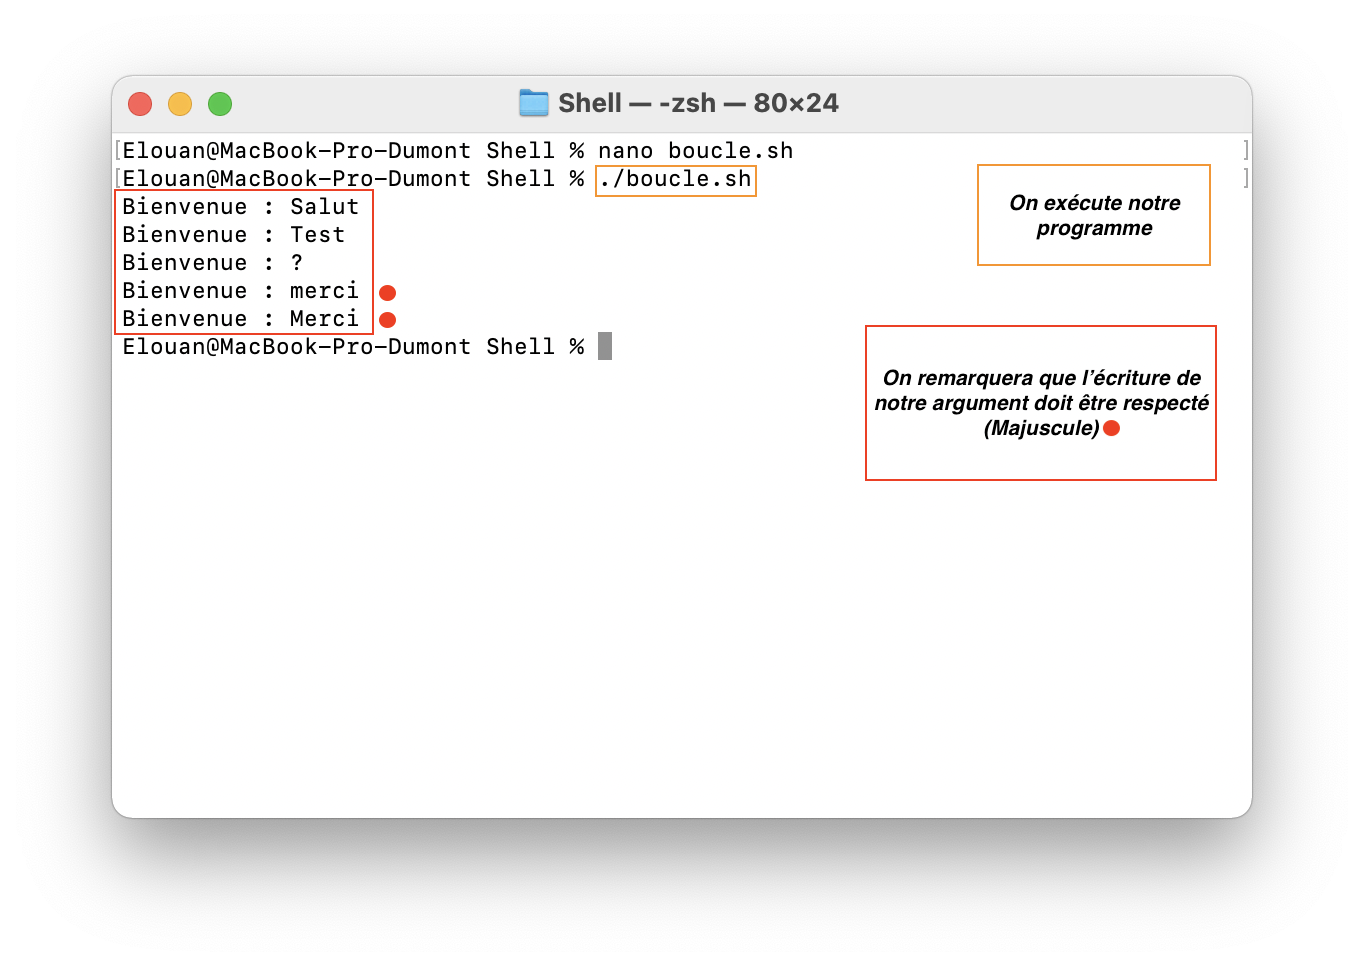 Shell — -zsh — 80×24
[Elouan@MacBook-Pro-Dumont Shell % nano boucle.sh ]
[Elouan@MacBook-Pro-Dumont Shell % ./boucle.sh ]
Bienvenue : Salut
Bienvenue : Test
Bienvenue : ?
Bienvenue : merci
Bienvenue : Merci
Elouan@MacBook-Pro-Dumont Shell %
On exécute notre
programme
On remarquera que l’écriture de
notre argument doit être respecté
(Majuscule)